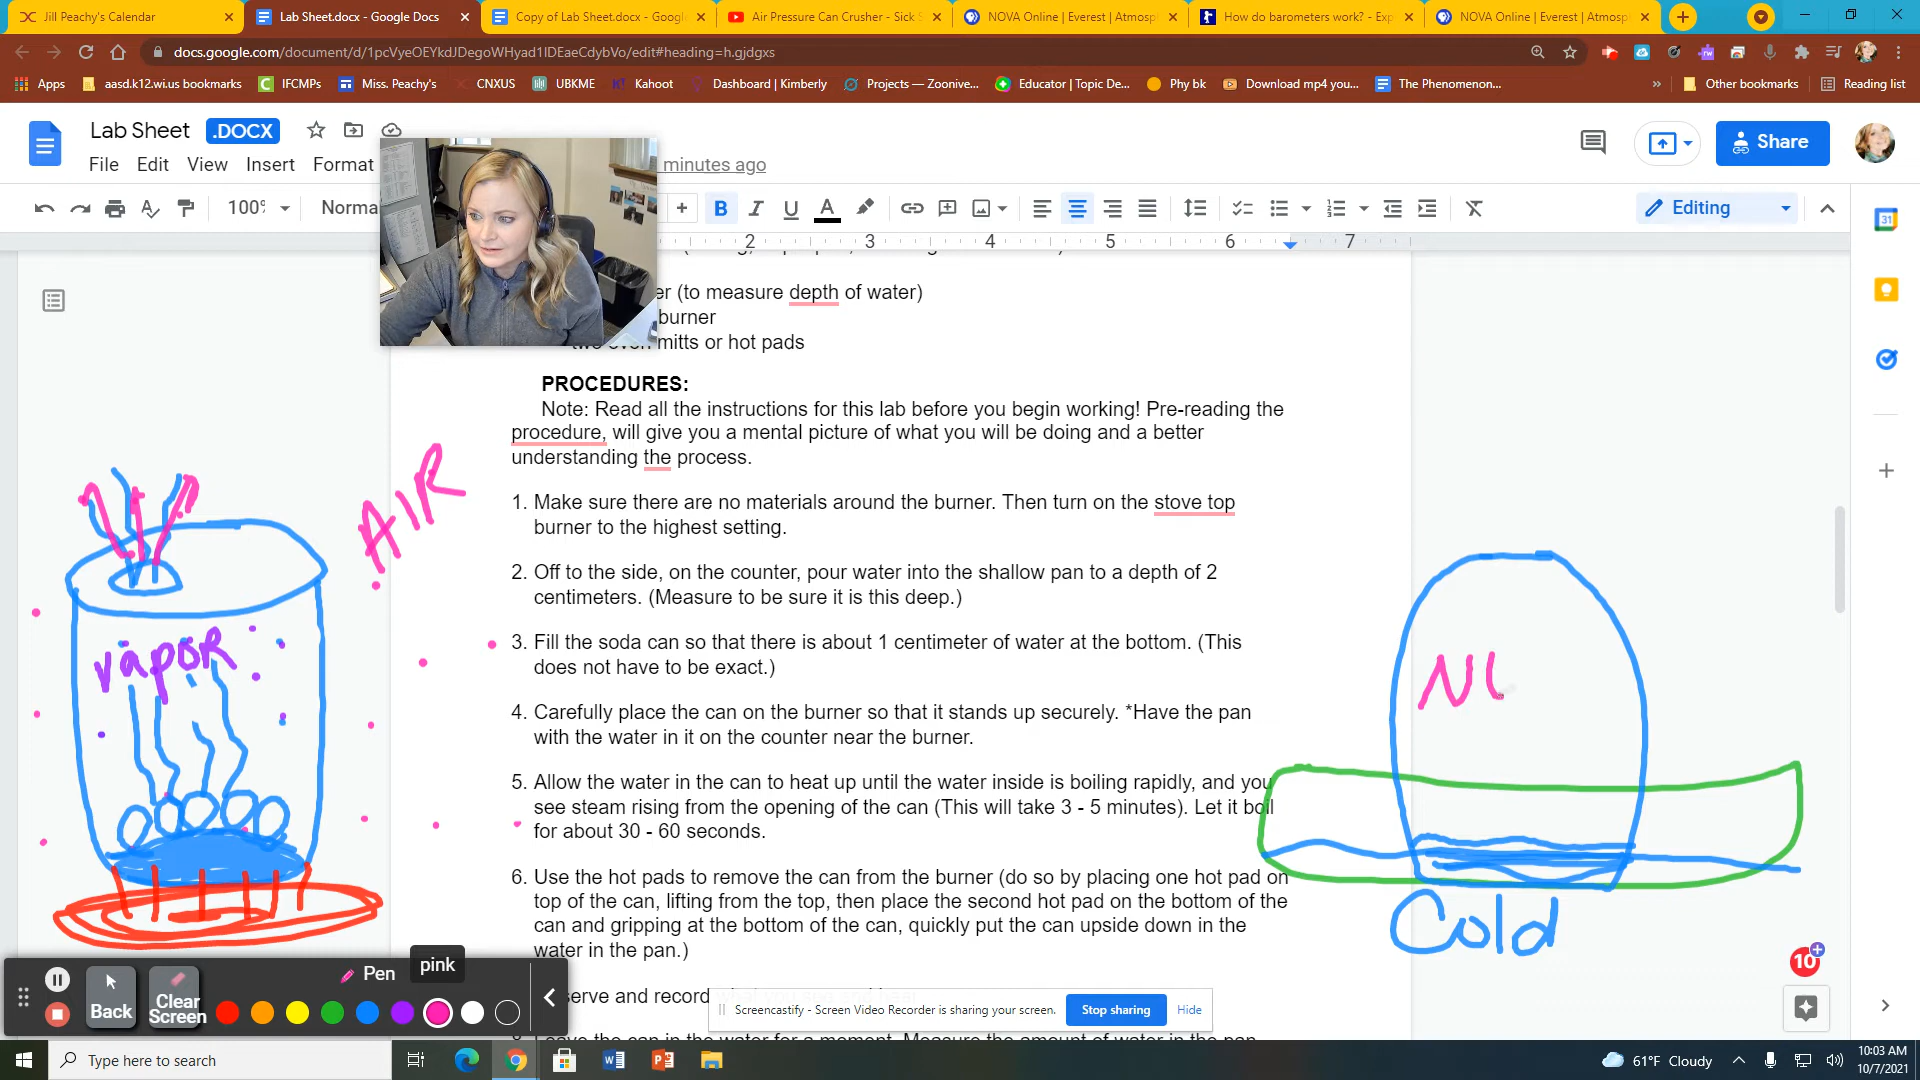 Jill Peachy's Calendar
Lab Sheet.docx - Google Docs
Copy of Lab Sheet.docx - Googl
Air Pressure Can Crusher - Sick S
NOVA Online | Everest | Atmosp
How do barometers work? - Exp
NOVA Online | Everest | Atmosp
docs.google.com/document/d/1pcVyeOEYkdJDegoWHyad1IDEaeCdybVo/edit#heading=h.gjdgxs
Apps
aasd.k12.wi.us bookmarks
IFCMPs
Miss. Peachy's
CNXUS
UBKME
Kahoot
Dashboard | Kimberly
Projects — Zoonive...
Educator | Topic De...
Phy bk
Download mp4 you...
The Phenomenon...
»
Other bookmarks
Reading list
Lab Sheet .DOCX
Share
File Edit View Insert Format
minutes ago
100%
Norma
B I U A
Editing
2 3 4 5 6 7
31
er (to measure depth of water)
burner
two oven mitts or hot pads
PROCEDURES:
Note: Read all the instructions for this lab before you begin working! Pre-reading the
procedure, will give you a mental picture of what you will be doing and a better
understanding the process.
1. Make sure there are no materials around the burner. Then turn on the stove top
burner to the highest setting.
2. Off to the side, on the counter, pour water into the shallow pan to a depth of 2
centimeters. (Measure to be sure it is this deep.)
3. Fill the soda can so that there is about 1 centimeter of water at the bottom. (This
does not have to be exact.)
4. Carefully place the can on the burner so that it stands up securely. *Have the pan
with the water in it on the counter near the burner.
5. Allow the water in the can to heat up until the water inside is boiling rapidly, and you
see steam rising from the opening of the can (This will take 3 - 5 minutes). Let it boil
for about 30 - 60 seconds.
6. Use the hot pads to remove the can from the burner (do so by placing one hot pad on
top of the can, lifting from the top, then place the second hot pad on the bottom of the
can and gripping at the bottom of the can, quickly put the can upside down in the
water in the pan.)
serve and record
AIR
vapor
Cold
10
Pen
pink
Back
Clear
Screen
Screencastify - Screen Video Recorder is sharing your screen.
Stop sharing
Hide
Type here to search
61°F Cloudy
10:03 AM
10/7/2021